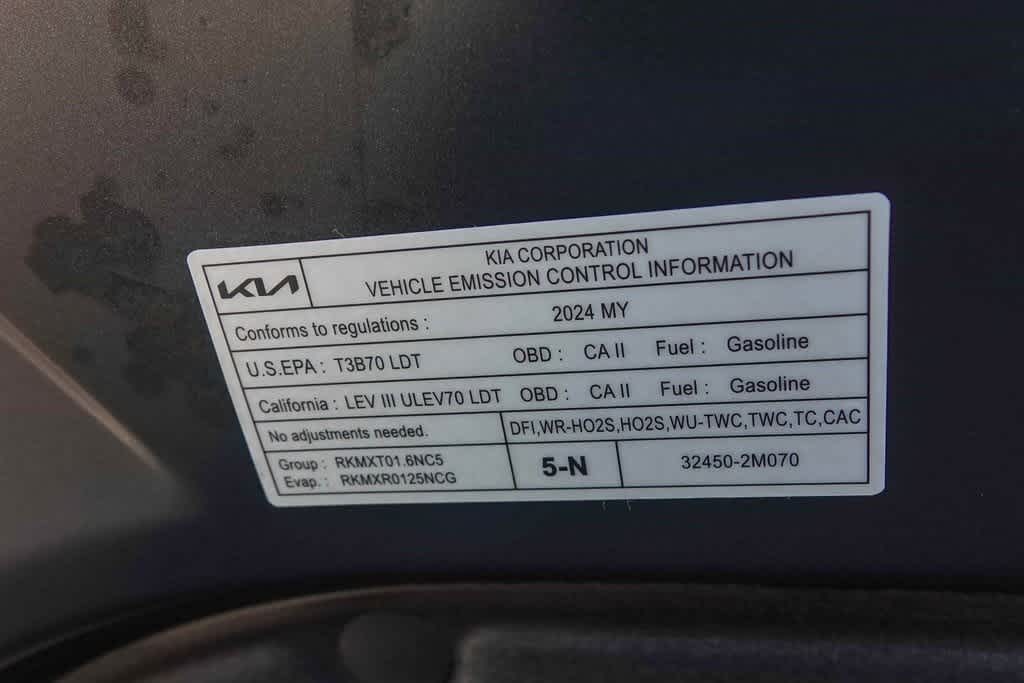 KIA
KIA CORPORATION
VEHICLE EMISSION CONTROL INFORMATION
Conforms to regulations : 2024 MY
U.S.EPA : T3B70 LDT OBD : CA II Fuel : Gasoline
California : LEV III ULEV70 LDT OBD : CA II Fuel : Gasoline
No adjustments needed. DFI,WR-HO2S,HO2S,WU-TWC,TWC,TC,CAC
Group : RKMXT01.6NC5
Evap. : RKMXR0125NCG
5-N
32450-2M070